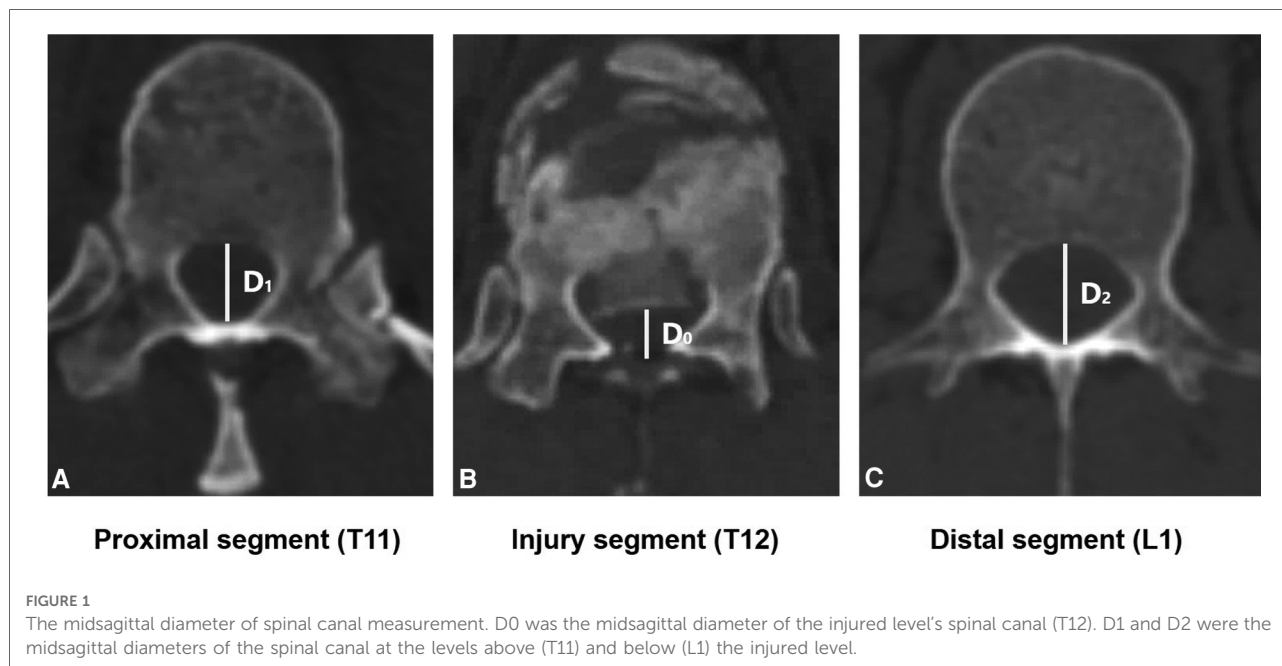 D₁
D₀
D₂
A
B
C
Proximal segment (T11)
Injury segment (T12)
Distal segment (L1)
FIGURE 1
The midsagittal diameter of spinal canal measurement. D0 was the midsagittal diameter of the injured level's spinal canal (T12). D1 and D2 were the
midsagittal diameters of the spinal canal at the levels above (T11) and below (L1) the injured level.